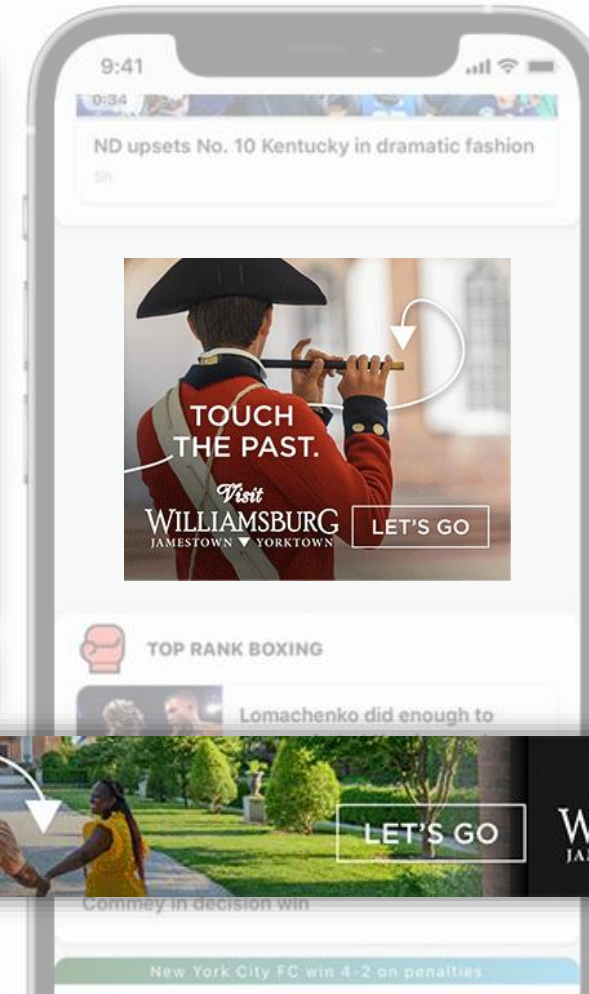 9:41
0:34
ND upsets No. 10 Kentucky in dramatic fashion
5h
TOUCH
THE PAST.
Visit
WILLIAMSBURG
JAMESTOWN YORKTOWN
LET'S GO
TOP RANK BOXING
Lomachenko did enough to
LET'S GO
Commey in decision win
New York City FC win 4-2 on penalties